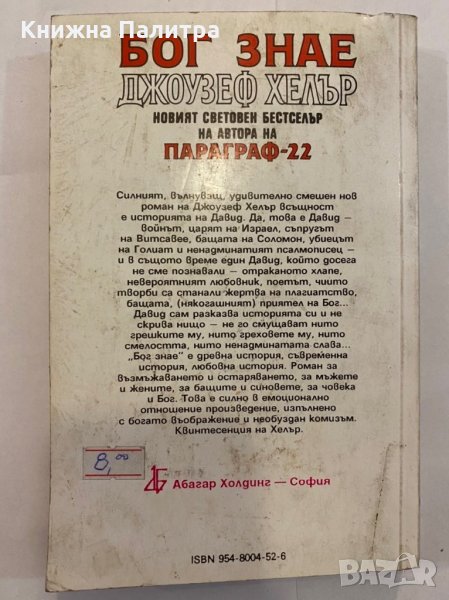 Книжна Палитра
БОГ ЗНАЕ
ДЖОУЗЕФ ХЕЛЪР
НОВИЯТ СВЕТОВЕН БЕСТСЕЛЪР
НА АВТОРА НА
ПАРАГРАФ-22
Силният, вълнуващ, удивително смешен нов
роман на Джоузеф Хелър всъщност
е историята на Давид. Да, това е Давид —
войнът, царят на Израел, съпругът
на Витсавее, бащата на Соломон, убиецът
на Голиат и ненадминатият псалмописец —
и в същото време един Давид, който досега
не сме познавали — отраканото хлапе,
невероятният любовник, поетът, чиито
творби са станали жертва на плагиатство,
бащата, (някогашният) приятел на Бог...
Давид сам разказва историята си и не
скрива нищо — не го смущават нито
грешките му, нито греховете му, нито
смелостта, нито ненадминатата слава...
„Бог знае" е древна история, съвременна
история, любовна история. Роман за
възмъжаването и остаряването, за мъжете
и жените, за бащите и синовете, за човека
и Бог. Това е силно в емоционално
отношение произведение, изпълнено
с богато въображение и необуздан комизъм.
Квинтесенция на Хелър.
8,00
Абагар Холдинг — София
ISBN 954-8004-52-6
BAZAR